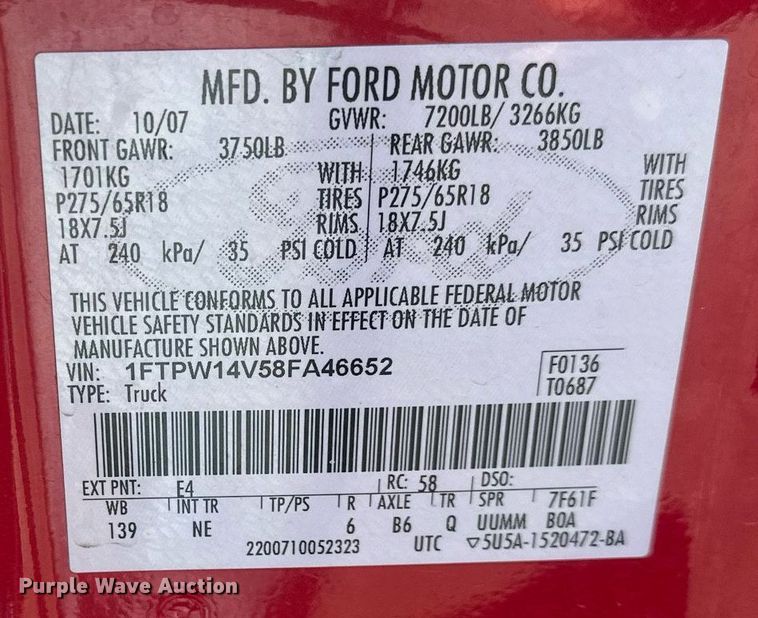 MFD. BY FORD MOTOR CO.
DATE: 10/07 GVWR: 7200LB/ 3266KG
FRONT GAWR: 3750LB REAR GAWR: 3850LB
1701KG WITH 1746KG WITH
P275/65R18 TIRES P275/65R18 TIRES
18X7.5J RIMS 18X7.5J RIMS
AT 240 kPa/ 35 PSI COLD AT 240 kPa/ 35 PSI COLD
THIS VEHICLE CONFORMS TO ALL APPLICABLE FEDERAL MOTOR
VEHICLE SAFETY STANDARDS IN EFFECT ON THE DATE OF
MANUFACTURE SHOWN ABOVE.
VIN: 1FTPW14V58FA46652 F0136
TYPE: Truck T0687
EXT PNT: E4 RC: 58 DSO:
WB INT TR TP/PS R AXLE TR SPR 7F61F
139 NE 6 B6 Q UUMM BOA
2200710052323 UTC ▽5U5A-1520472-BA
Purple Wave Auction